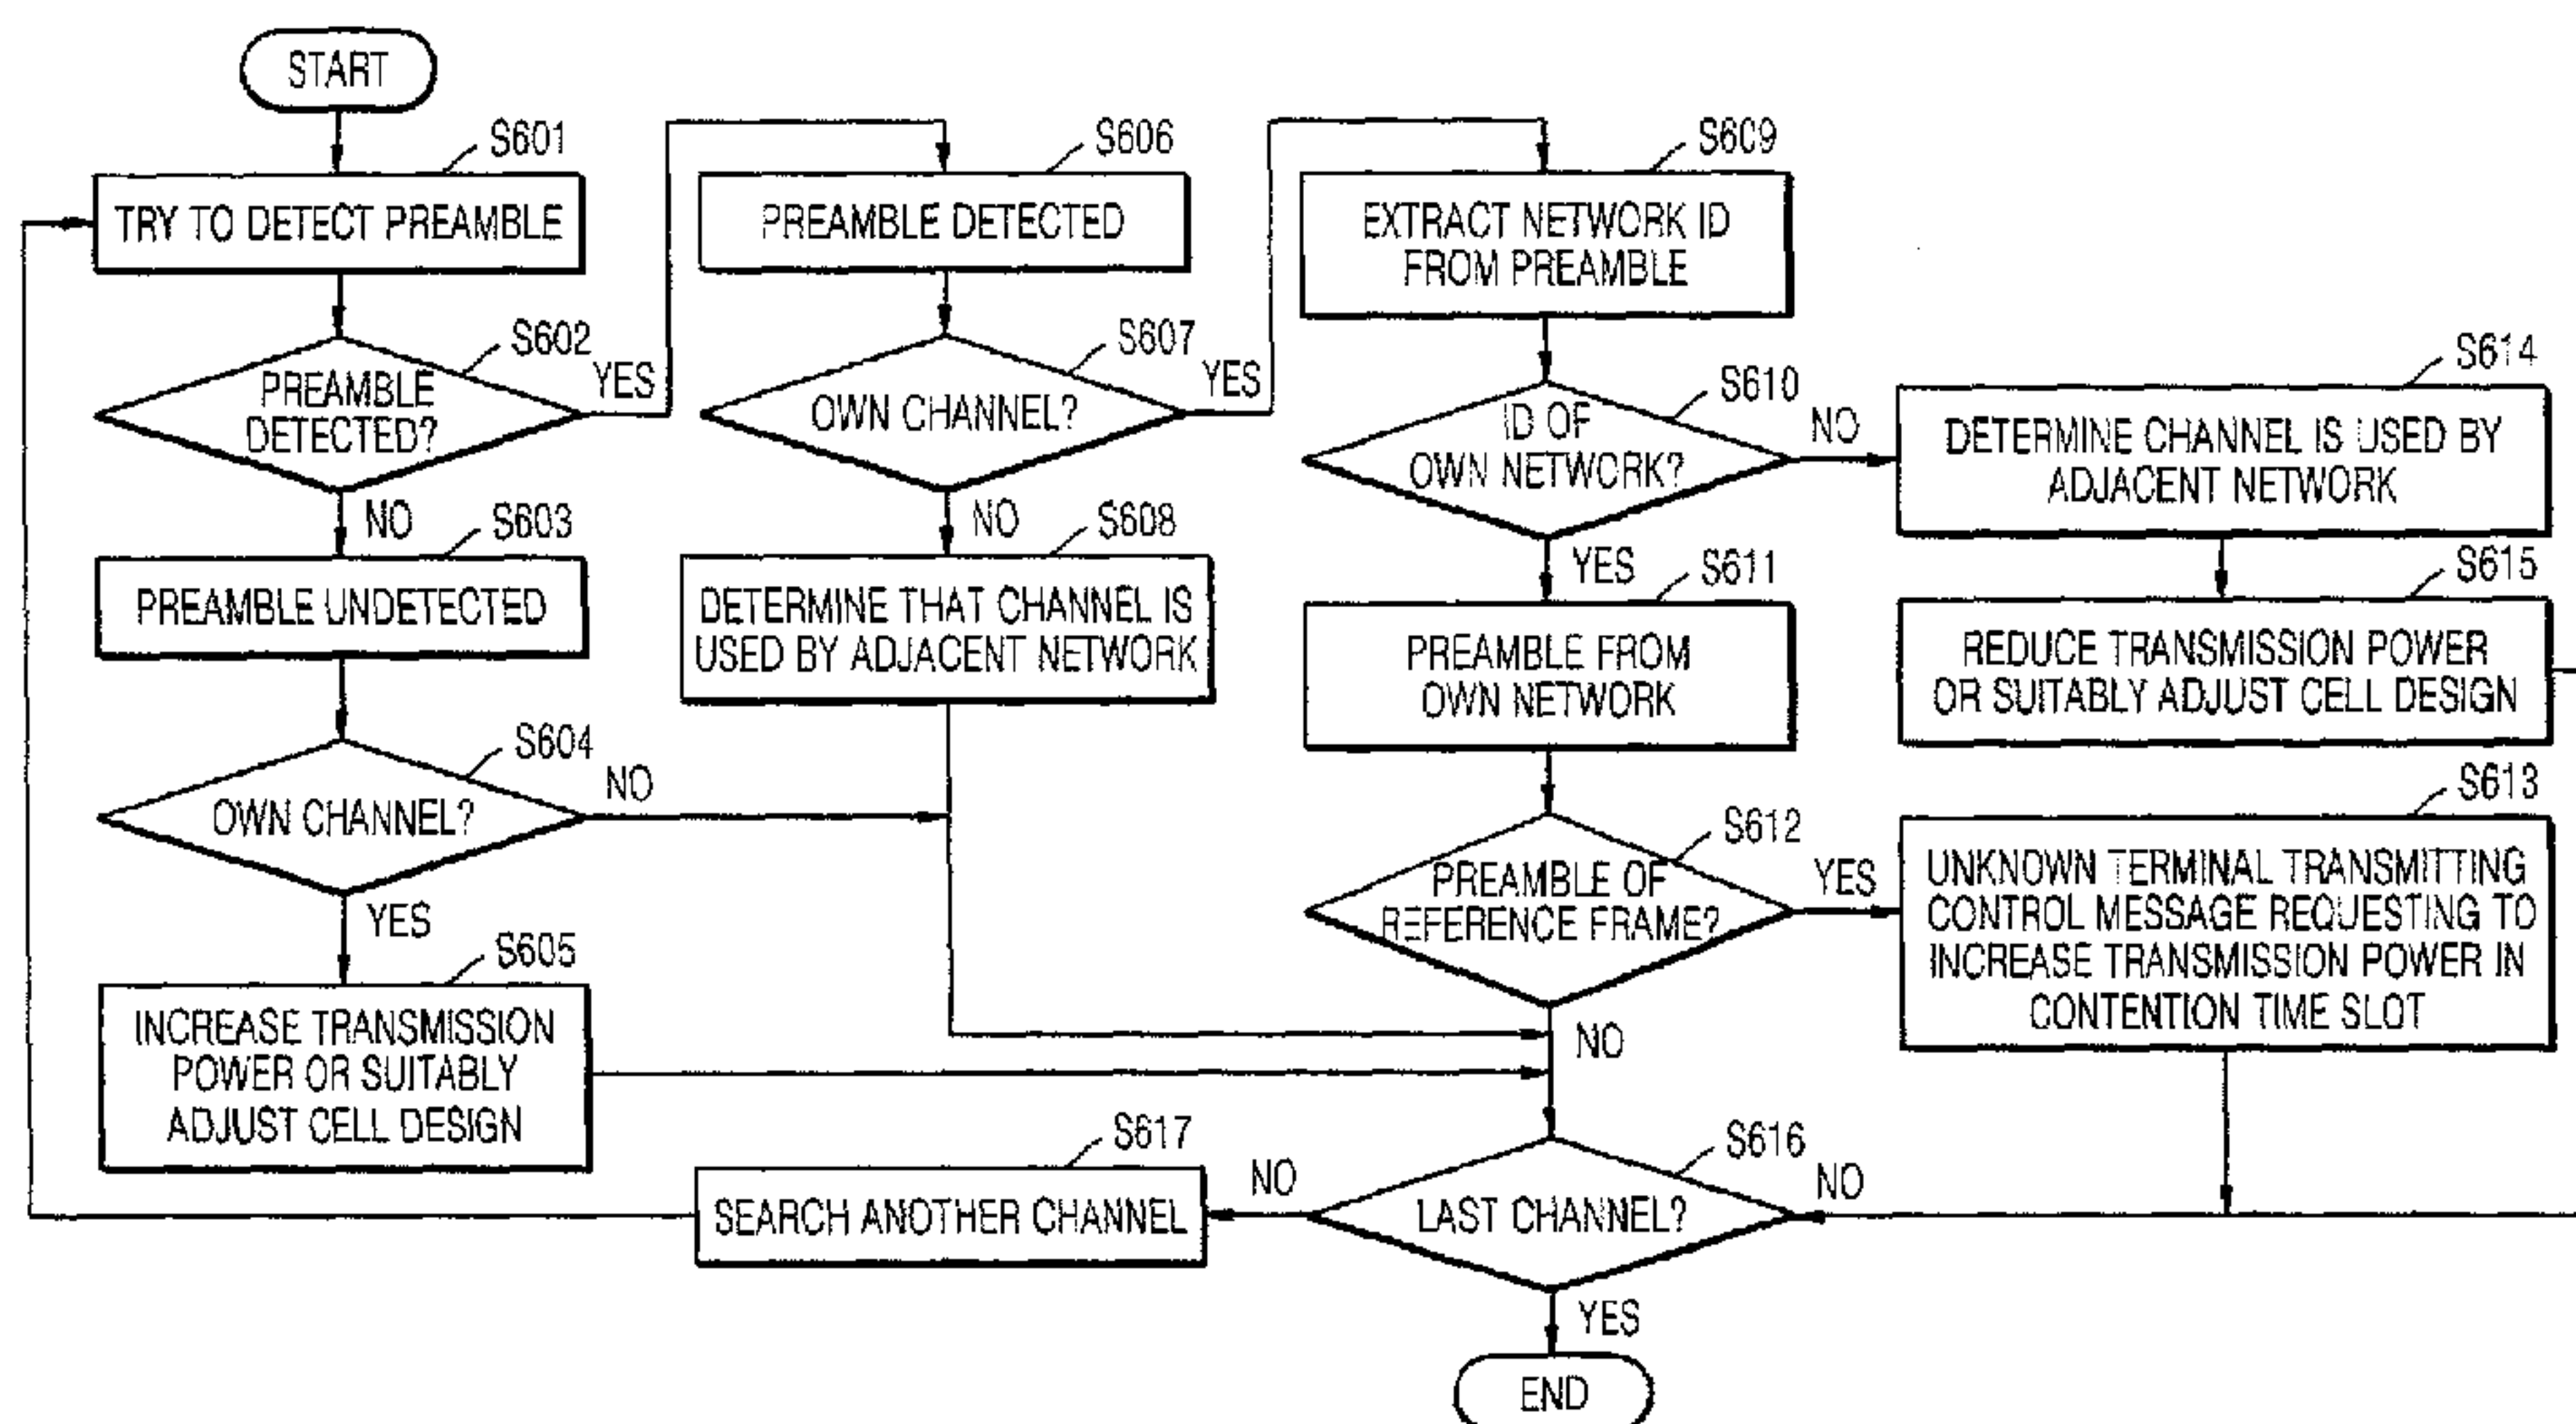 START
S601
TRY TO DETECT PREAMBLE
S602
PREAMBLE
DETECTED?
YES
NO
S603
PREAMBLE UNDETECTED
S604
OWN CHANNEL?
NO
YES
S605
INCREASE TRANSMISSION
POWER OR SUITABLY
ADJUST CELL DESIGN
S606
PREAMBLE DETECTED
S607
OWN CHANNEL?
YES
NO
S608
DETERMINE THAT CHANNEL IS
USED BY ADJACENT NETWORK
S609
EXTRACT NETWORK ID
FROM PREAMBLE
S610
ID OF
OWN NETWORK?
NO
YES
S611
PREAMBLE FROM
OWN NETWORK
S612
PREAMBLE OF
REFERENCE FRAME?
YES
NO
S614
DETERMINE CHANNEL IS USED BY
ADJACENT NETWORK
S615
REDUCE TRANSMISSION POWER
OR SUITABLY ADJUST CELL DESIGN
S613
UNKNOWN TERMINAL TRANSMITTING
CONTROL MESSAGE REQUESTING TO
INCREASE TRANSMISSION POWER IN
CONTENTION TIME SLOT
S616
LAST CHANNEL?
NO
NO
S617
SEARCH ANOTHER CHANNEL
YES
END